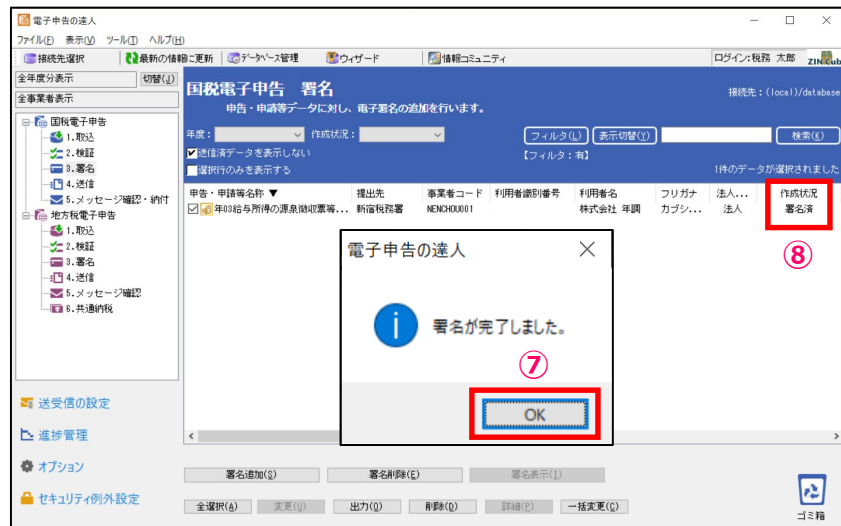 電子申告の達人
ファイル(F) 表示(V) ツール(T) ヘルプ(H)
接続先選択 最新の情報に更新 データベース管理 ウィザード 情報コミュニティ ログイン:税務 太郎 ZINCub
全年度分表示 切替(J)
全事業者表示
国税電子申告
1.取込
2.検証
3.署名
4.送信
5.メッセージ確認・納付
地方税電子申告
1.取込
2.検証
3.署名
4.送信
5.メッセージ確認
6.共通納税
送受信の設定
進捗管理
オプション
セキュリティ例外設定
国税電子申告 署名
接続先:(local)/database
申告・申請等データに対し、電子署名の追加を行います。
年度: 作成状況: フィルタ(L) 表示切替(Y) 検索(K)
送信済データを表示しない 【フィルタ:有】
選択行のみを表示する 1件のデータが選択されました
申告・申請等名称 ▼ 提出先 事業者コード 利用者識別番号 利用者名 フリガナ 法人... 作成状況
年03給与所得の源泉徴収票等... 新宿税務署 NENCHOU001 株式会社 年調 カブシ... 法人 署名済
⑧
電子申告の達人
署名が完了しました。
⑦
OK
署名追加(S) 署名削除(E) 署名表示(I)
全選択(A) 変更(U) 出力(O) 削除(D) 詳細(P) 一括変更(C)
ゴミ箱